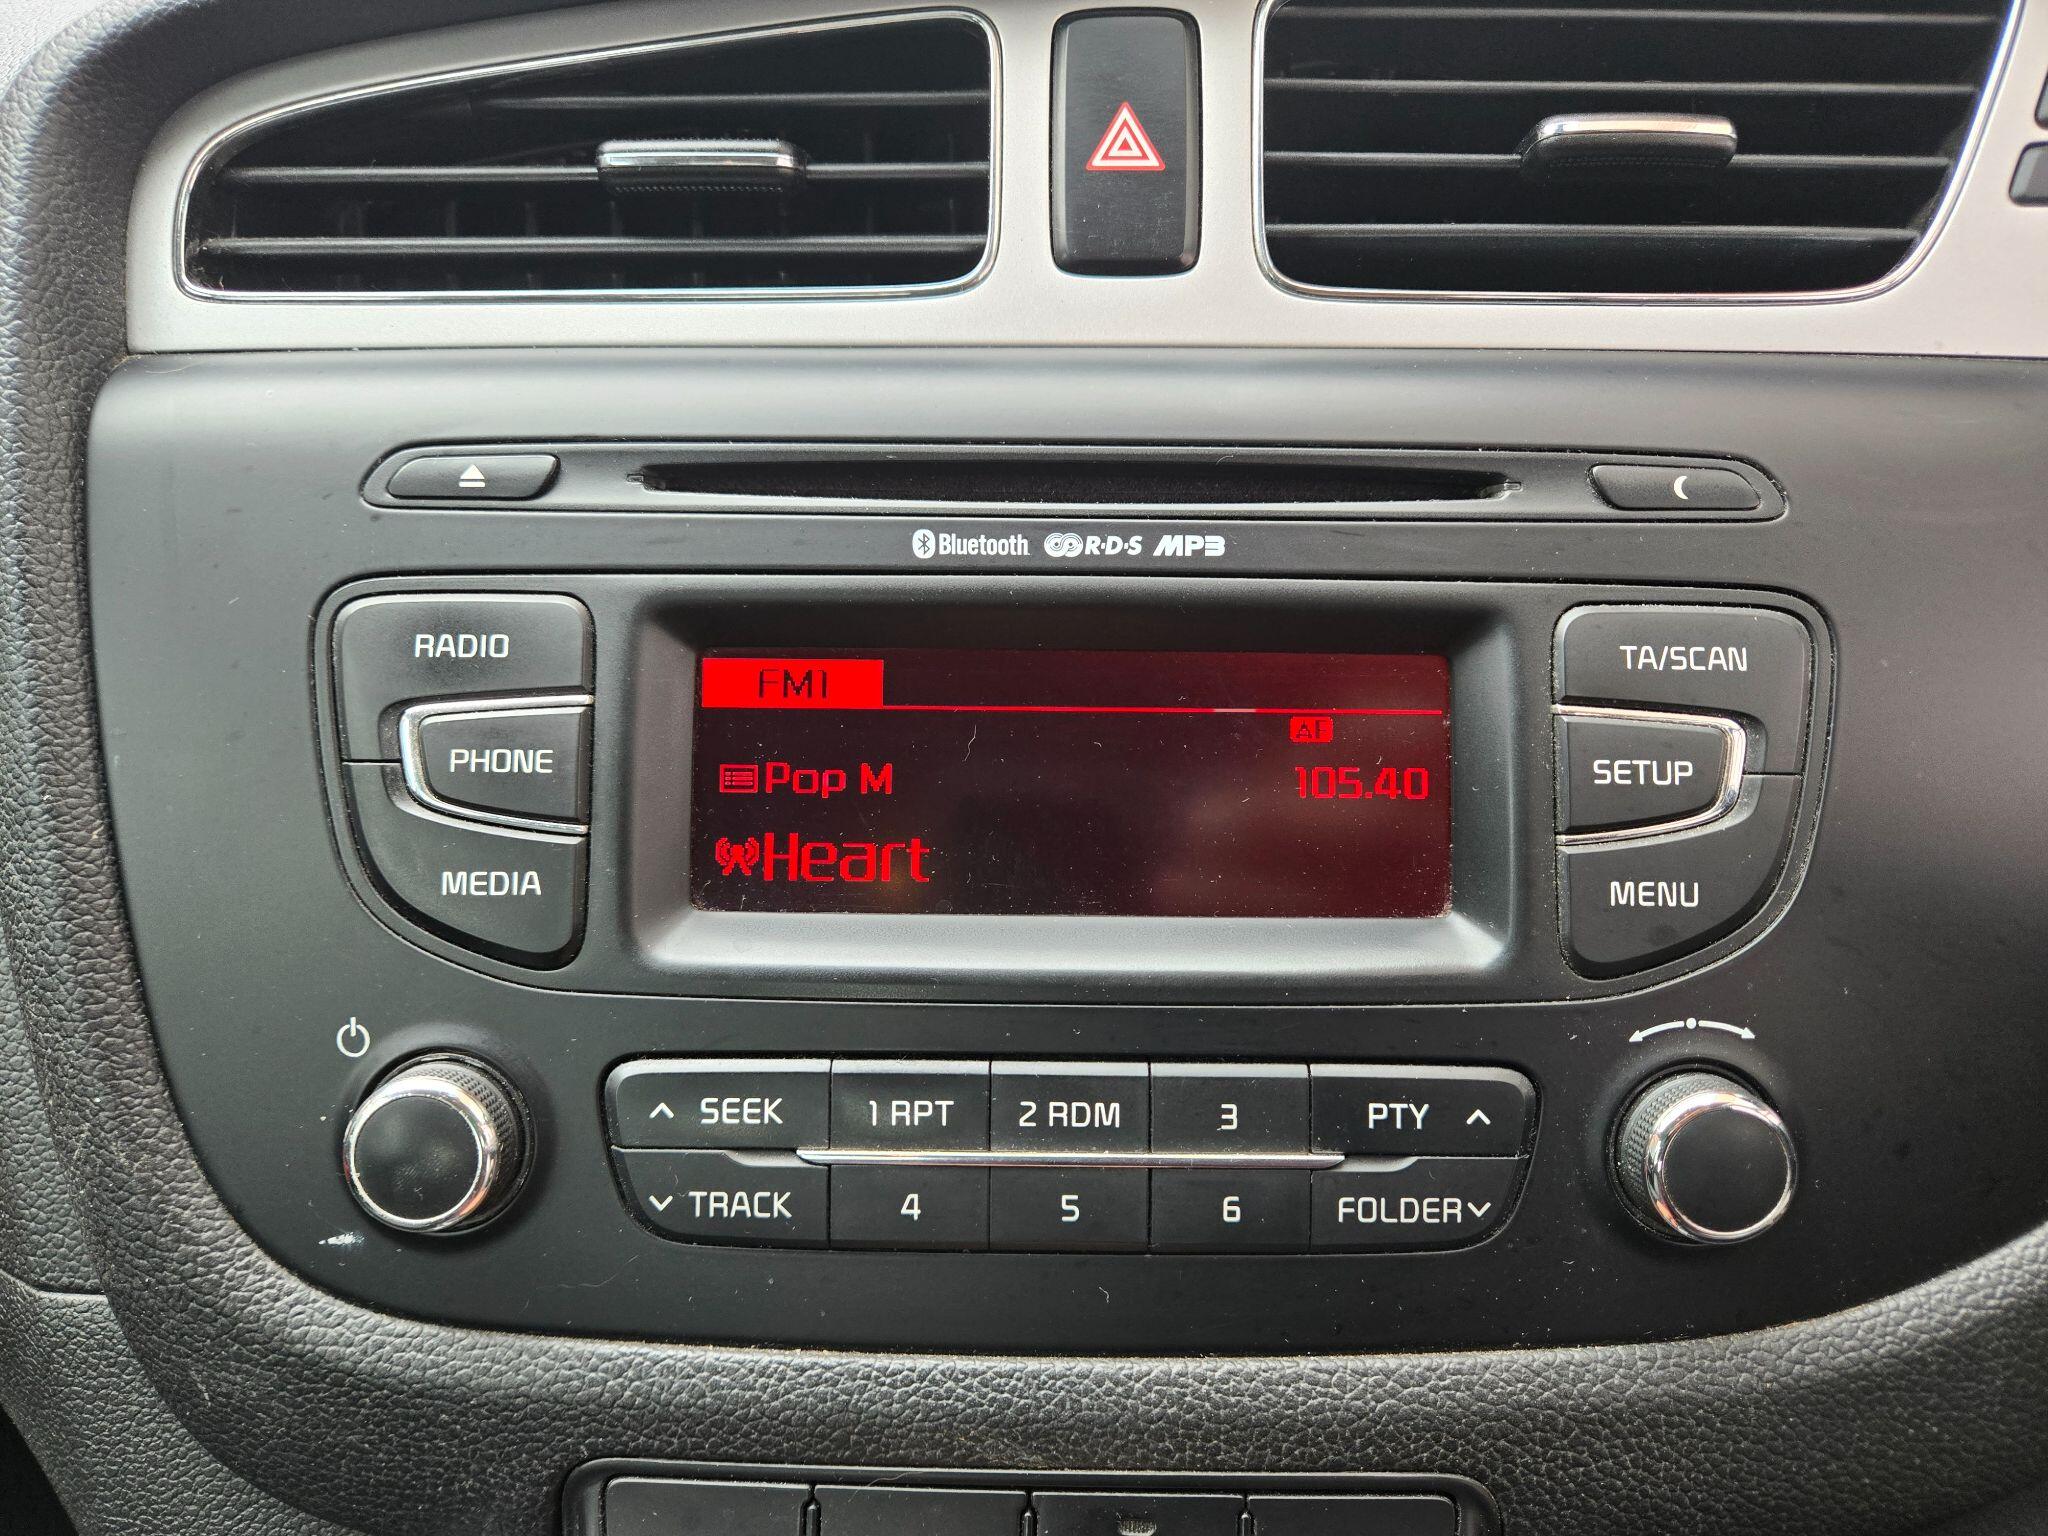 Bluetooth R·D·S MP3
RADIO
PHONE
MEDIA
FM1
AF
Pop M 105.40
Heart
TA/SCAN
SETUP
MENU
SEEK 1 RPT 2 RDM 3 PTY
TRACK 4 5 6 FOLDER